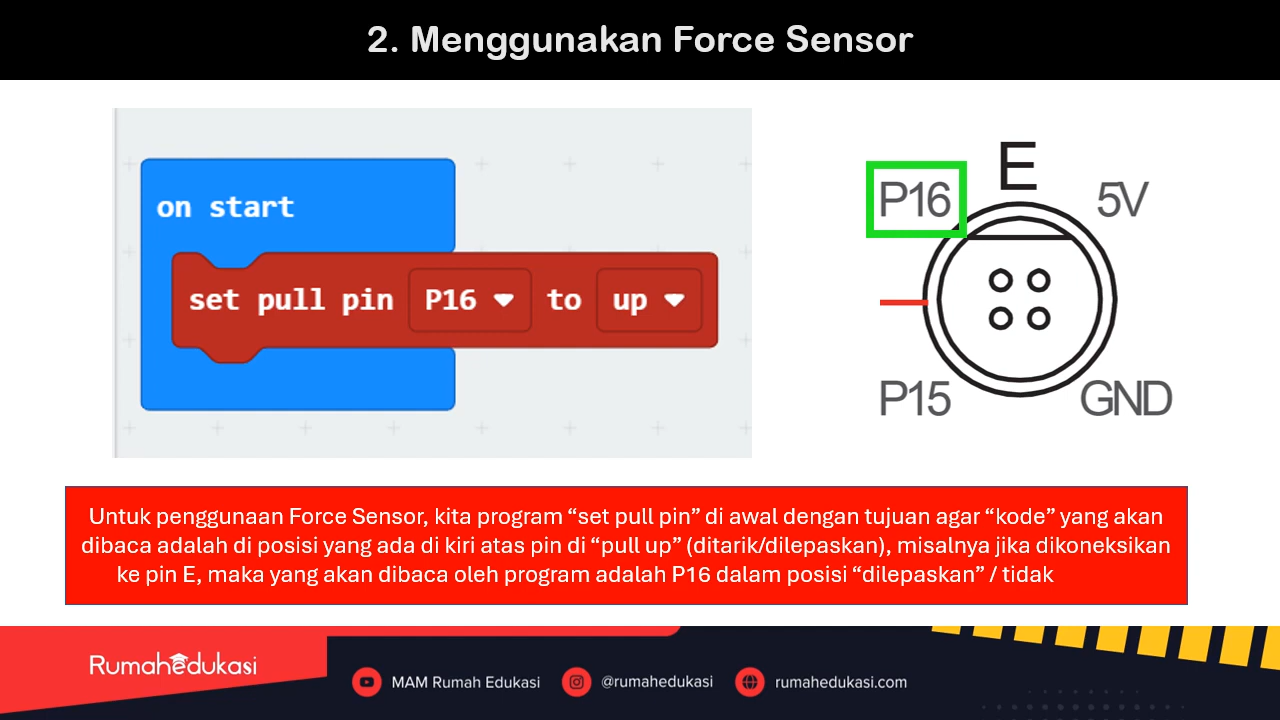 2. Menggunakan Force Sensor
on start
set pull pin P16 to up
E
P16
5V
P15
GND
Untuk penggunaan Force Sensor, kita program “set pull pin” di awal dengan tujuan agar “kode” yang akan
dibaca adalah di posisi yang ada di kiri atas pin di “pull up” (ditarik/dilepaskan), misalnya jika dikoneksikan
ke pin E, maka yang akan dibaca oleh program adalah P16 dalam posisi “dilepaskan” / tidak
Rumahedukasi
MAM Rumah Edukasi
@rumahedukasi
rumahedukasi.com